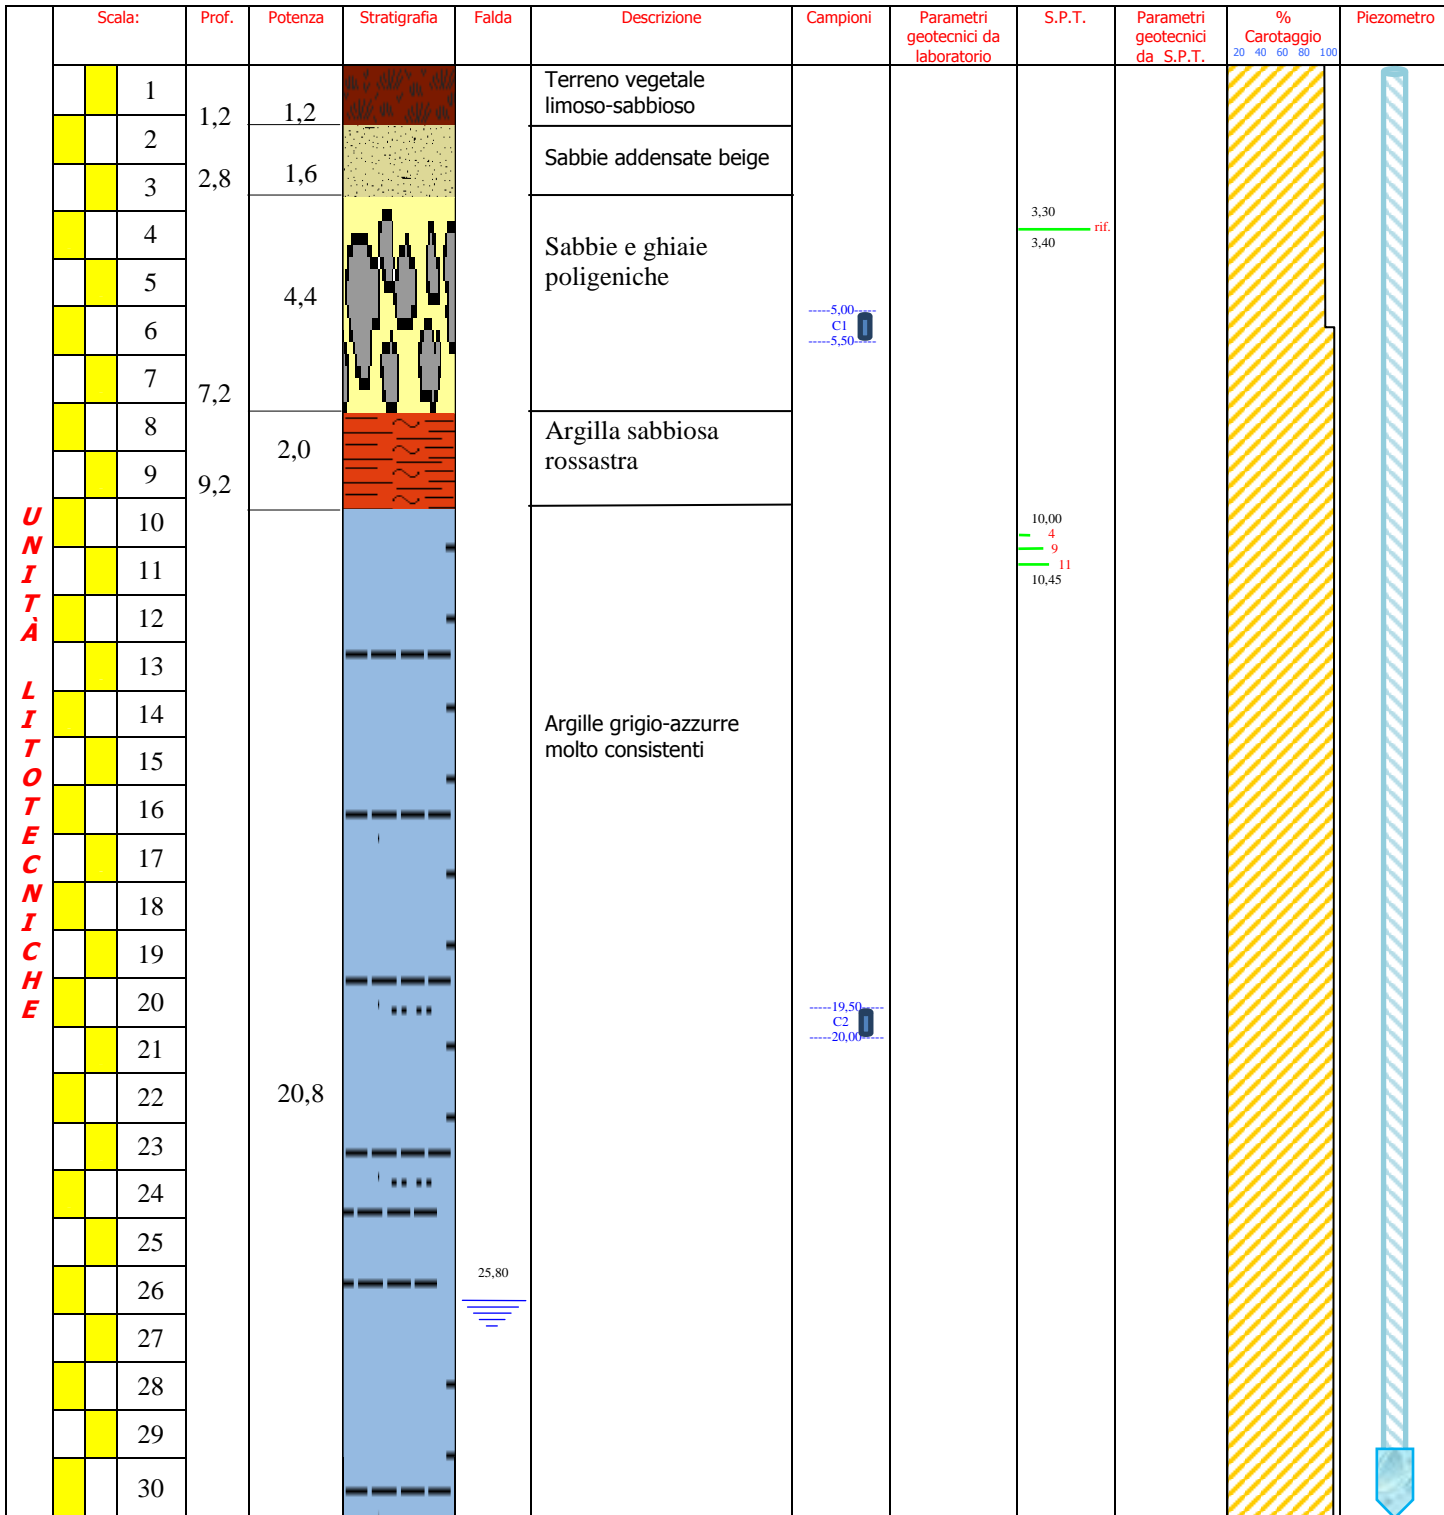 Scala:
Prof.
Potenza
Stratigrafia
Falda
Descrizione
Campioni
Parametri
geotecnici da
laboratorio
S.P.T.
Parametri
geotecnici
da S.P.T.
%
Carotaggio
20 40 60 80 100
Piezometro
UNITÀ LITOTECNICHE
1
2
3
4
5
6
7
8
9
10
11
12
13
14
15
16
17
18
19
20
21
22
23
24
25
26
27
28
29
30
1,2
2,8
7,2
9,2
1,2
1,6
4,4
2,0
20,8
25,80
Terreno vegetale
limoso-sabbioso
Sabbie addensate beige
Sabbie e ghiaie
poligeniche
Argilla sabbiosa
rossastra
Argille grigio-azzurre
molto consistenti
-----5,00-----
C1
-----5,50-----
-----19,50-----
C2
-----20,00-----
3,30
rif.
3,40
10,00
4
9
11
10,45